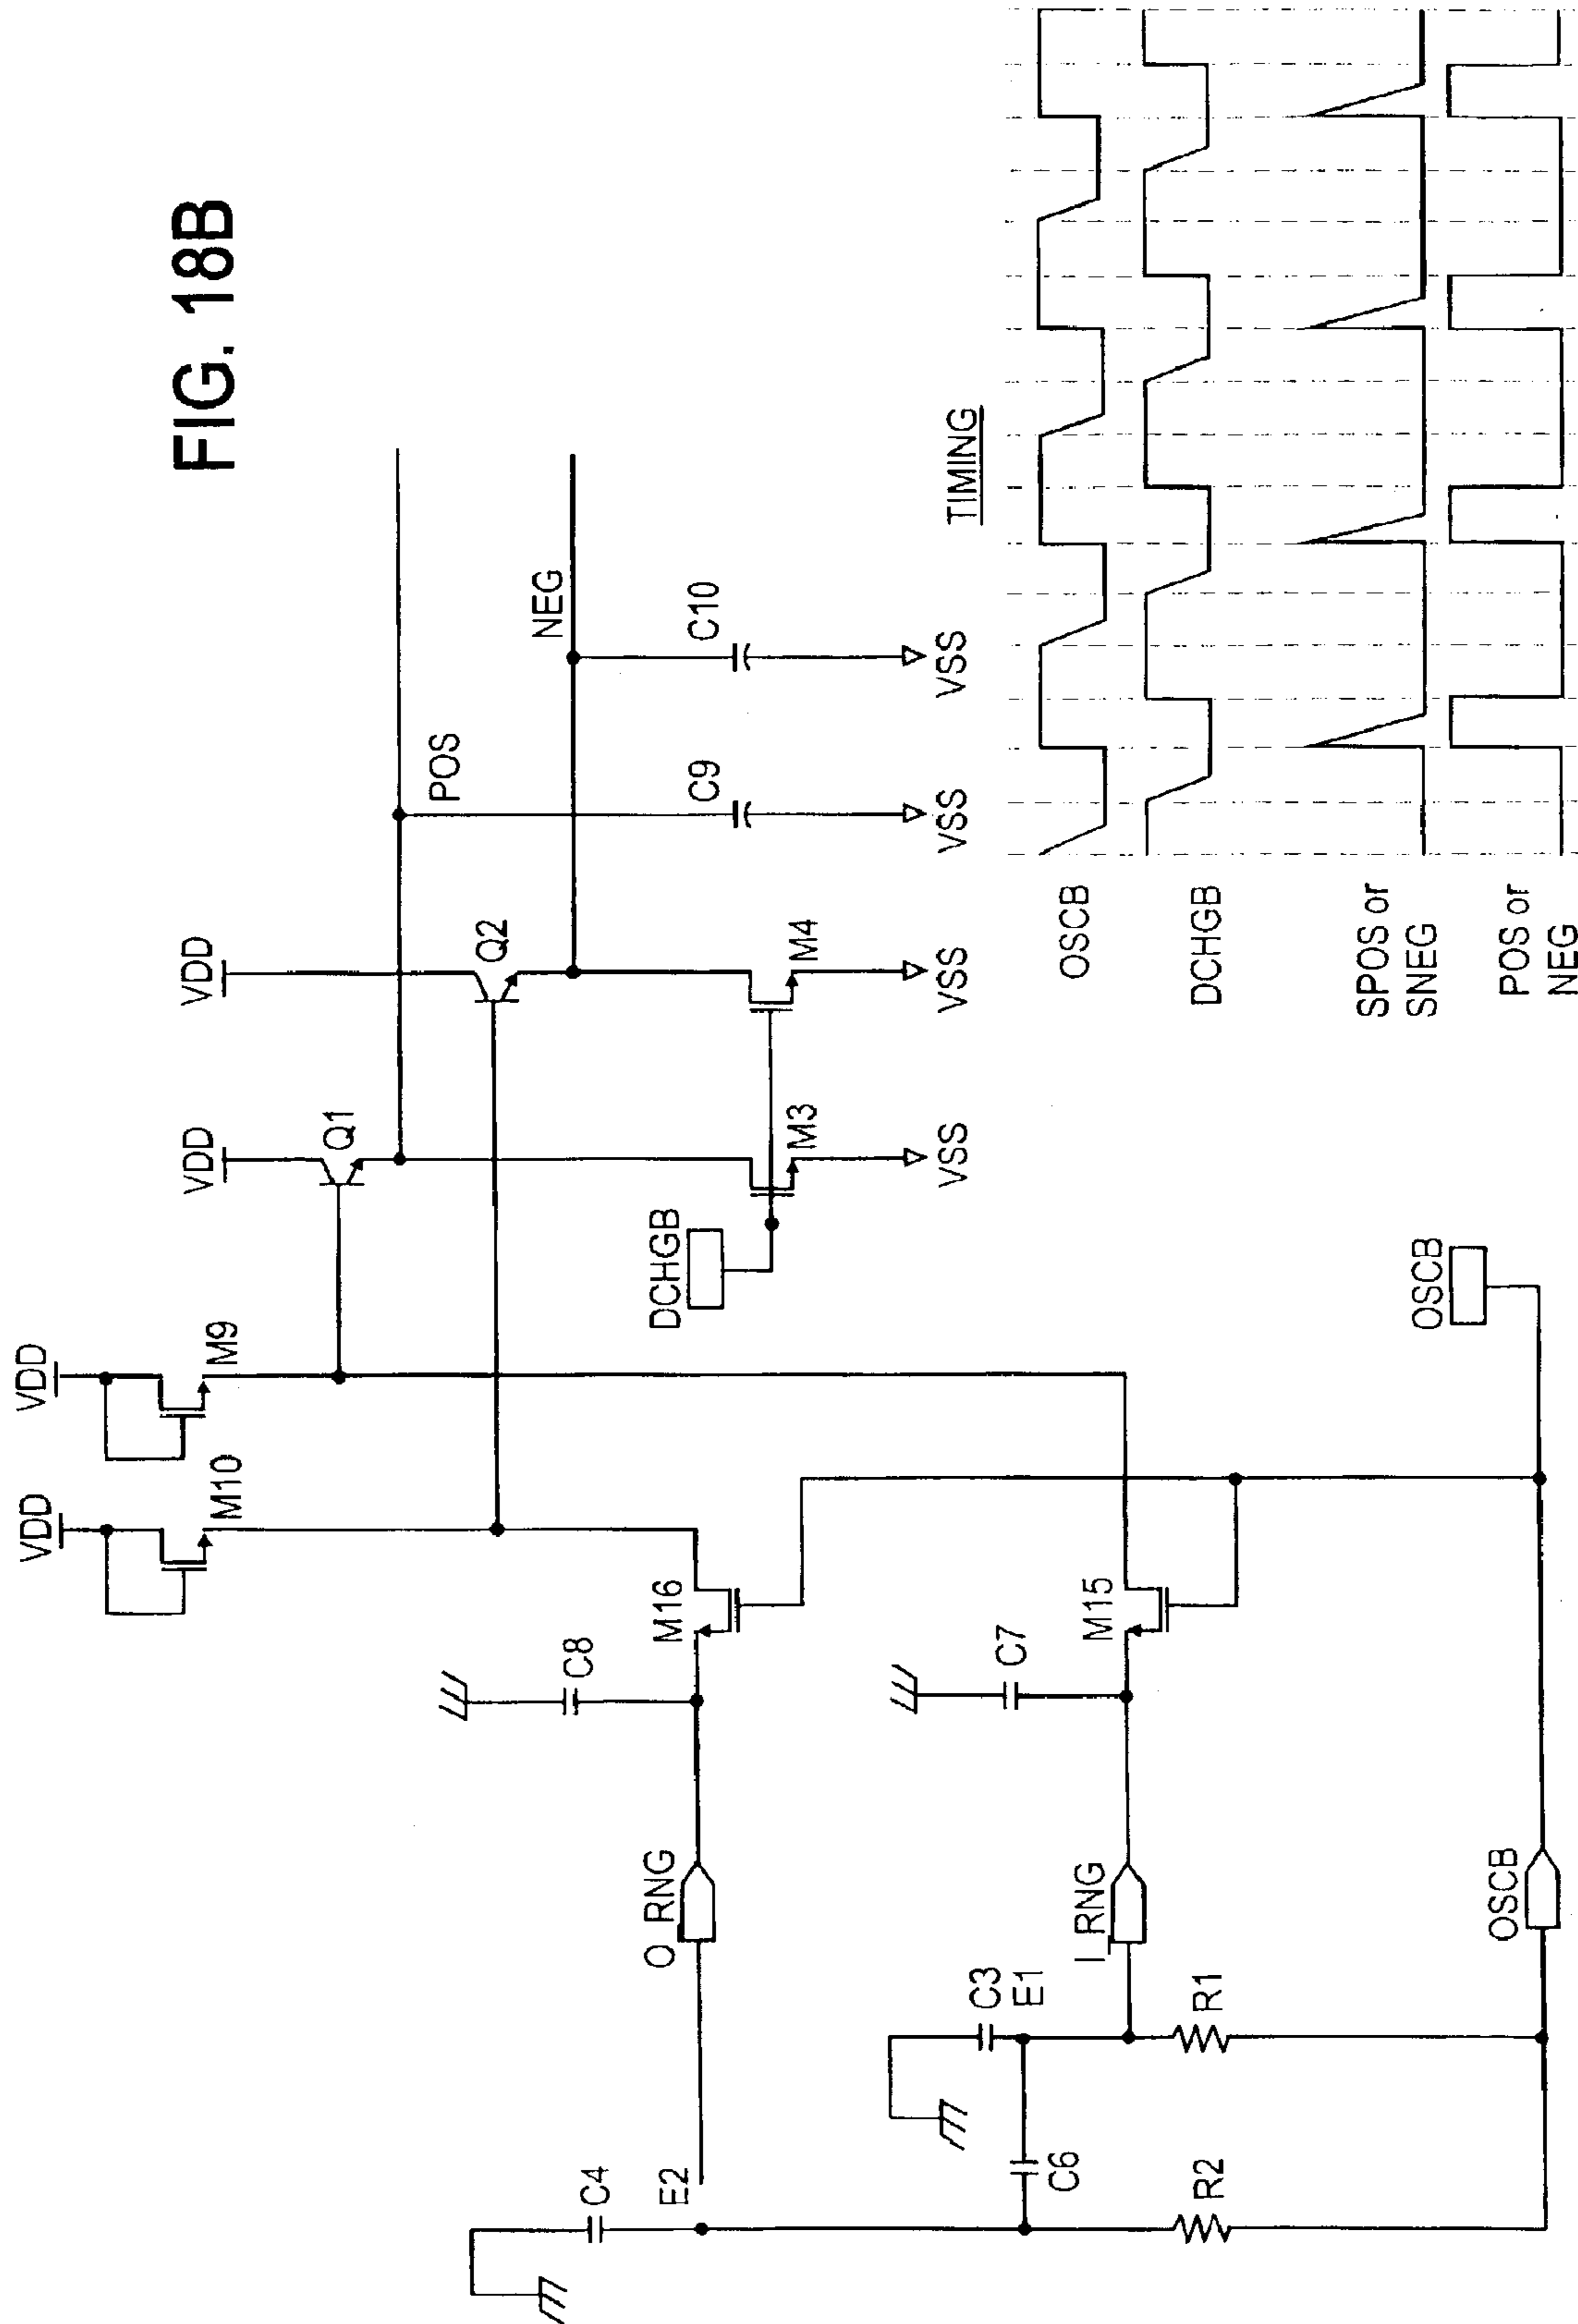 FIG. 18B
VDD
VDD
M10
M9
VDD
VDD
Q1
Q2
POS
NEG
C4
E2
O_RNG
C8
M16
DCHGB
M3
M4
C9
C10
VSS
VSS
VSS
VSS
C3
E1
C6
I_RNG
C7
M15
R2
R1
OSCB
OSCB
TIMING
OSCB
DCHGB
SPOS or
SNEG
POS or
NEG